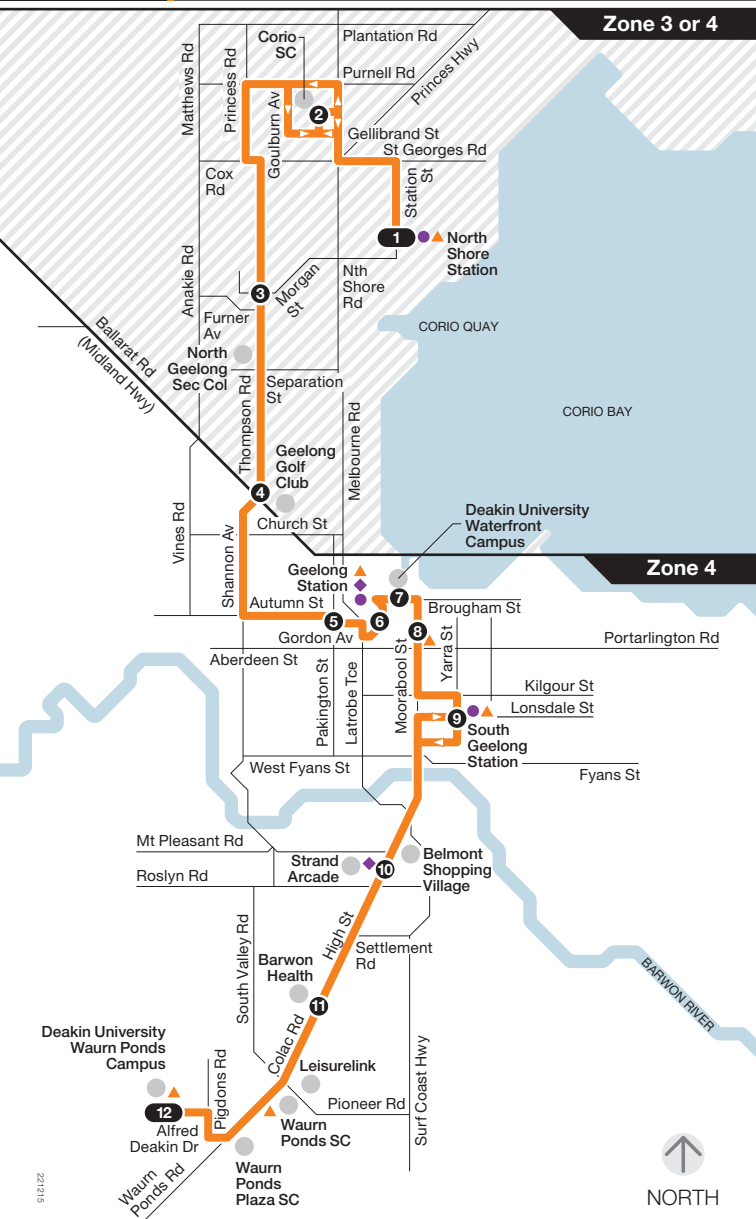 Zone 3 or 4
Plantation Rd
Corio
SC
Princes Hwy
Matthews Rd
Princess Rd
Purnell Rd
Goulburn Av
2
Gellibrand St
St Georges Rd
Cox
Rd
Station
St
1
North
Shore
Station
Anakie Rd
3
Morgan
St
Nth
Shore
Rd
Furner
Av
CORIO QUAY
Ballarat Rd
(Midland Hwy)
North
Geelong
Sec Col
Separation
St
Thompson Rd
Melbourne Rd
CORIO BAY
Geelong
Golf
Club
4
Church St
Vines Rd
Shannon Av
Deakin University
Waterfront
Campus
Zone 4
Geelong
Station
7
Autumn St
Brougham St
5
6
8
Gordon Av
Portarlington Rd
Aberdeen St
Pakington St
Latrobe Tce
Moorabool St
Yarra St
Kilgour St
Lonsdale St
9
South
Geelong
Station
West Fyans St
Fyans St
Mt Pleasant Rd
Strand
Arcade
10
Belmont
Shopping
Village
Roslyn Rd
South Valley Rd
High St
Settlement
Rd
Barwon
Health
BARWON RIVER
11
Colac Rd
Surf Coast Hwy
Deakin University
Waurn Ponds
Campus
Pigdons Rd
Leisurelink
Pioneer Rd
12
Alfred
Deakin Dr
Waurn
Ponds SC
Waurn
Ponds Rd
Waurn
Ponds
Plaza SC
221215
NORTH